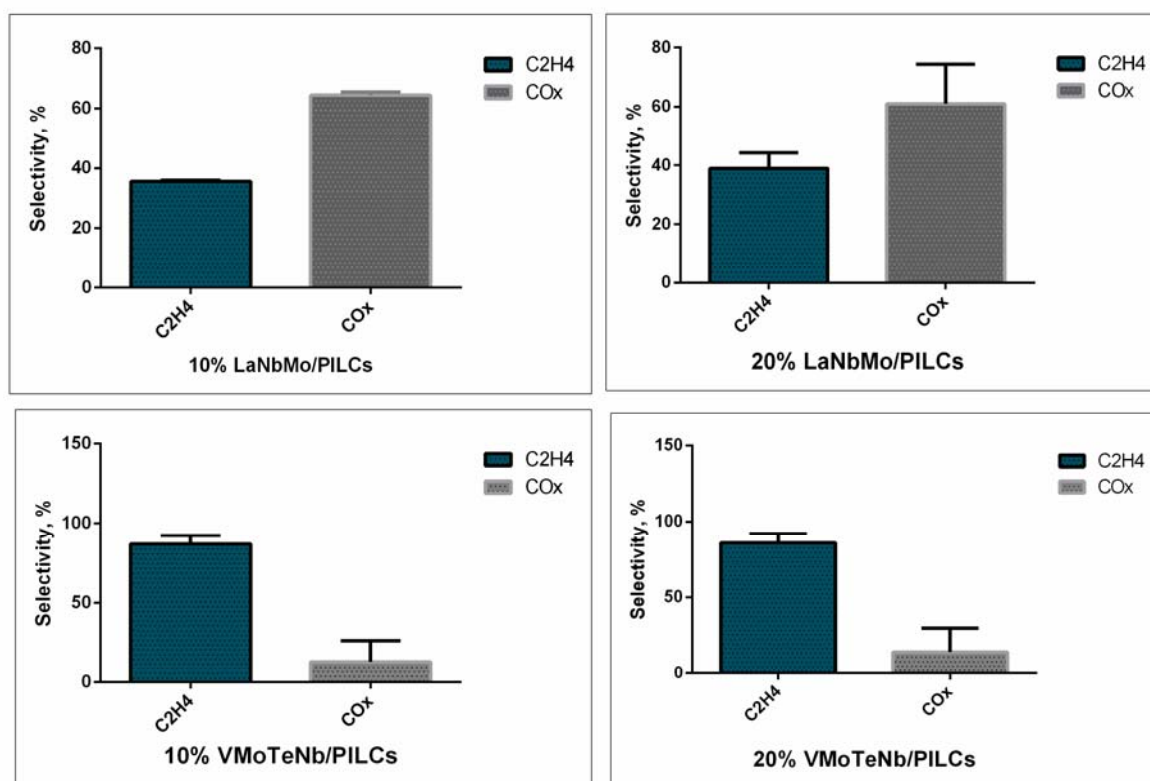 80
60
40
20
0
Selectivity, %
C2H4
COx
C2H4
COx
10% LaNbMo/PILCs
80
60
40
20
0
Selectivity, %
C2H4
COx
C2H4
COx
20% LaNbMo/PILCs
150
100
50
0
Selectivity, %
C2H4
COx
C2H4
COx
10% VMoTeNb/PILCs
150
100
50
0
Selectivity, %
C2H4
COx
C2H4
COx
20% VMoTeNb/PILCs